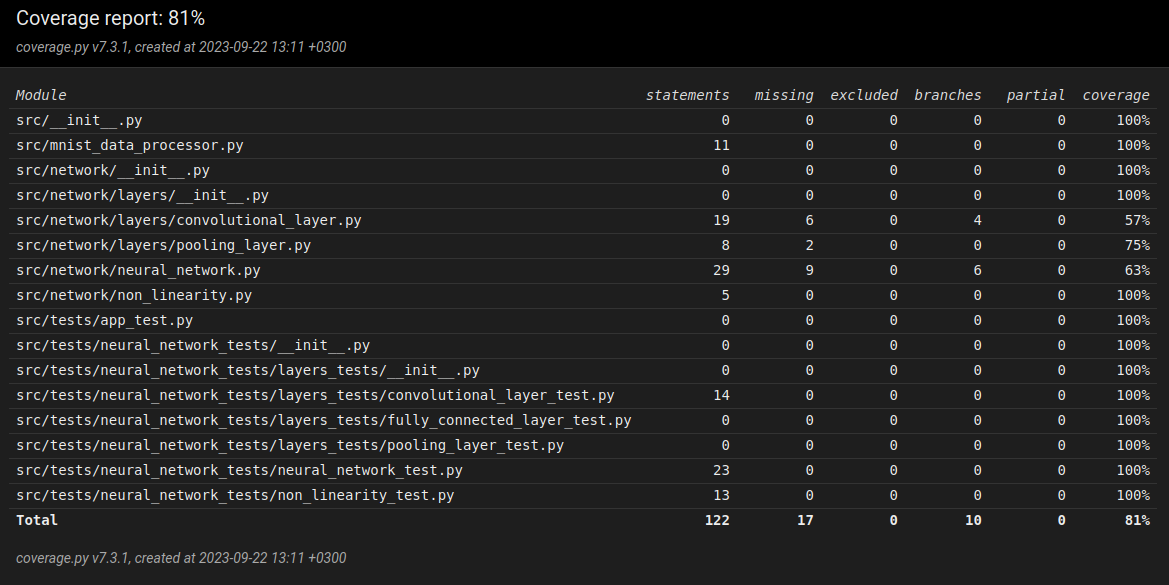 Coverage report: 81%
coverage.py v7.3.1, created at 2023-09-22 13:11 +0300
Module statements missing excluded branches partial coverage
src/__init__.py 0 0 0 0 0 100%
src/mnist_data_processor.py 11 0 0 0 0 100%
src/network/__init__.py 0 0 0 0 0 100%
src/network/layers/__init__.py 0 0 0 0 0 100%
src/network/layers/convolutional_layer.py 19 6 0 4 0 57%
src/network/layers/pooling_layer.py 8 2 0 0 0 75%
src/network/neural_network.py 29 9 0 6 0 63%
src/network/non_linearity.py 5 0 0 0 0 100%
src/tests/app_test.py 0 0 0 0 0 100%
src/tests/neural_network_tests/__init__.py 0 0 0 0 0 100%
src/tests/neural_network_tests/layers_tests/__init__.py 0 0 0 0 0 100%
src/tests/neural_network_tests/layers_tests/convolutional_layer_test.py 14 0 0 0 0 100%
src/tests/neural_network_tests/layers_tests/fully_connected_layer_test.py 0 0 0 0 0 100%
src/tests/neural_network_tests/layers_tests/pooling_layer_test.py 0 0 0 0 0 100%
src/tests/neural_network_tests/neural_network_test.py 23 0 0 0 0 100%
src/tests/neural_network_tests/non_linearity_test.py 13 0 0 0 0 100%
Total 122 17 0 10 0 81%
coverage.py v7.3.1, created at 2023-09-22 13:11 +0300